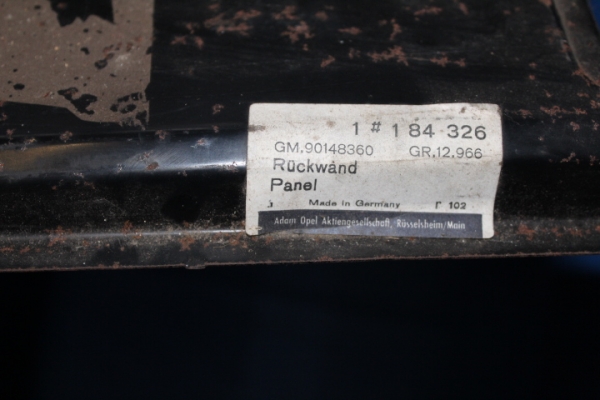 1 # 1 84 326
GM.90148360 GR.12.966
Rückwand
Panel
Made in Germany Γ 102
Adam Opel Aktiengesellschaft, Rüsselsheim/Main